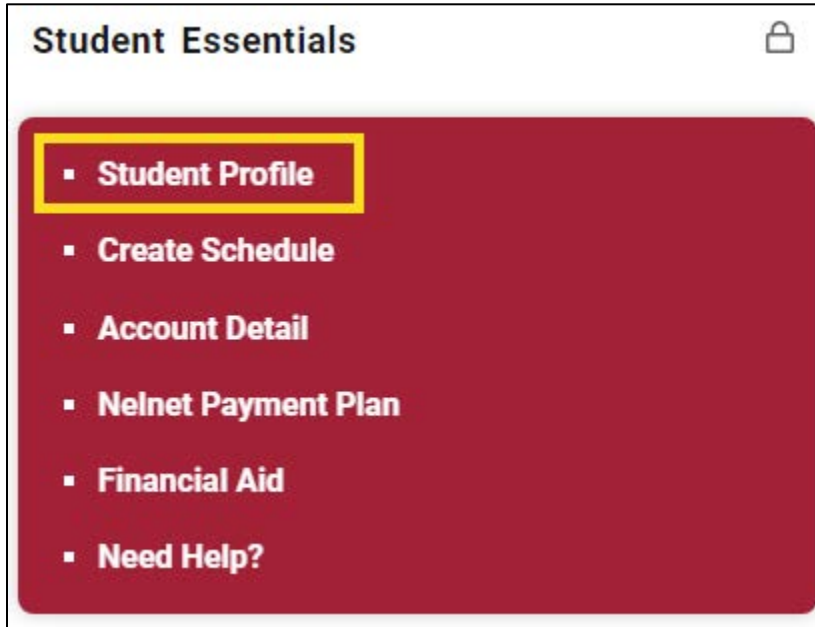 Student Essentials
▪ Student Profile
▪ Create Schedule
▪ Account Detail
▪ Nelnet Payment Plan
▪ Financial Aid
▪ Need Help?